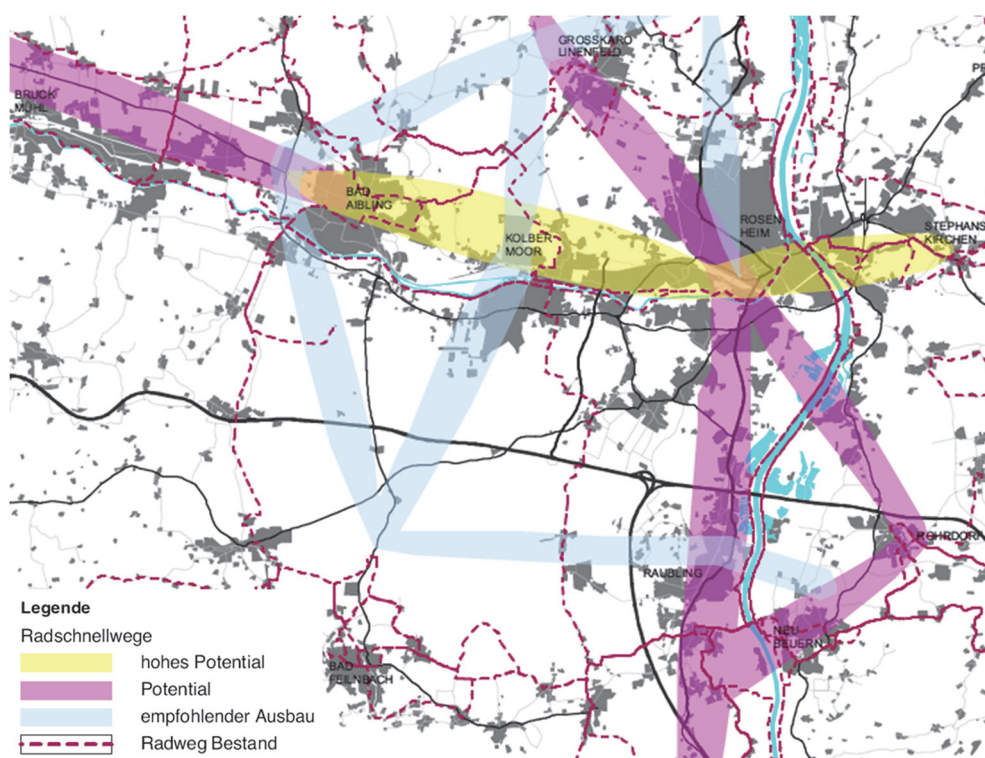 GROSSKARO
LINENFELD
PF
BRUCK
MÜHL
BAD
AIBLING
KOLBER
MOOR
ROSEN
HEIM
STEPHANS
KIRCHEN
ROHRDORF
RAUBLING
NEU
BEUERN
BAD
FEILNBACH
Legende
Radschnellwege
hohes Potential
Potential
empfohlender Ausbau
Radweg Bestand